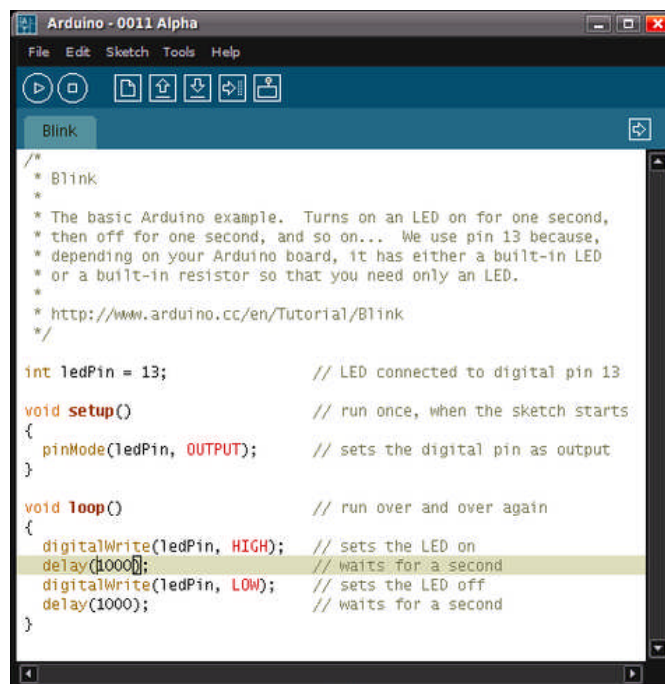 Arduino - 0011 Alpha
File Edit Sketch Tools Help
Blink
/*
 * Blink
 *
 * The basic Arduino example.  Turns on an LED on for one second,
 * then off for one second, and so on...  We use pin 13 because,
 * depending on your Arduino board, it has either a built-in LED
 * or a built-in resistor so that you need only an LED.
 *
 * http://www.arduino.cc/en/Tutorial/Blink
 */
int ledPin = 13;                // LED connected to digital pin 13
void setup()                    // run once, when the sketch starts
{
  pinMode(ledPin, OUTPUT);      // sets the digital pin as output
}
void loop()                     // run over and over again
{
  digitalWrite(ledPin, HIGH);   // sets the LED on
  delay(1000);                  // waits for a second
  digitalWrite(ledPin, LOW);    // sets the LED off
  delay(1000);                  // waits for a second
}